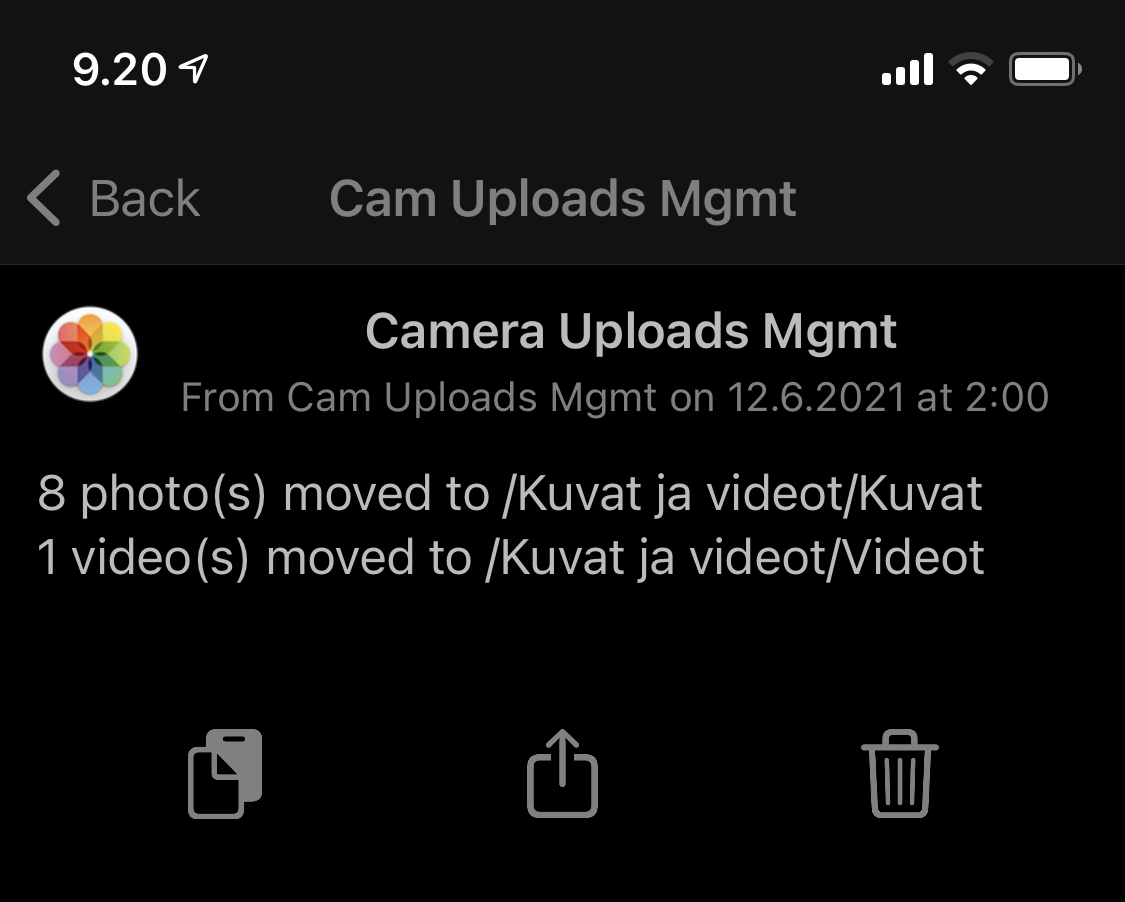 9.20
Back
Cam Uploads Mgmt
Camera Uploads Mgmt
From Cam Uploads Mgmt on 12.6.2021 at 2:00
8 photo(s) moved to /Kuvat ja videot/Kuvat
1 video(s) moved to /Kuvat ja videot/Videot